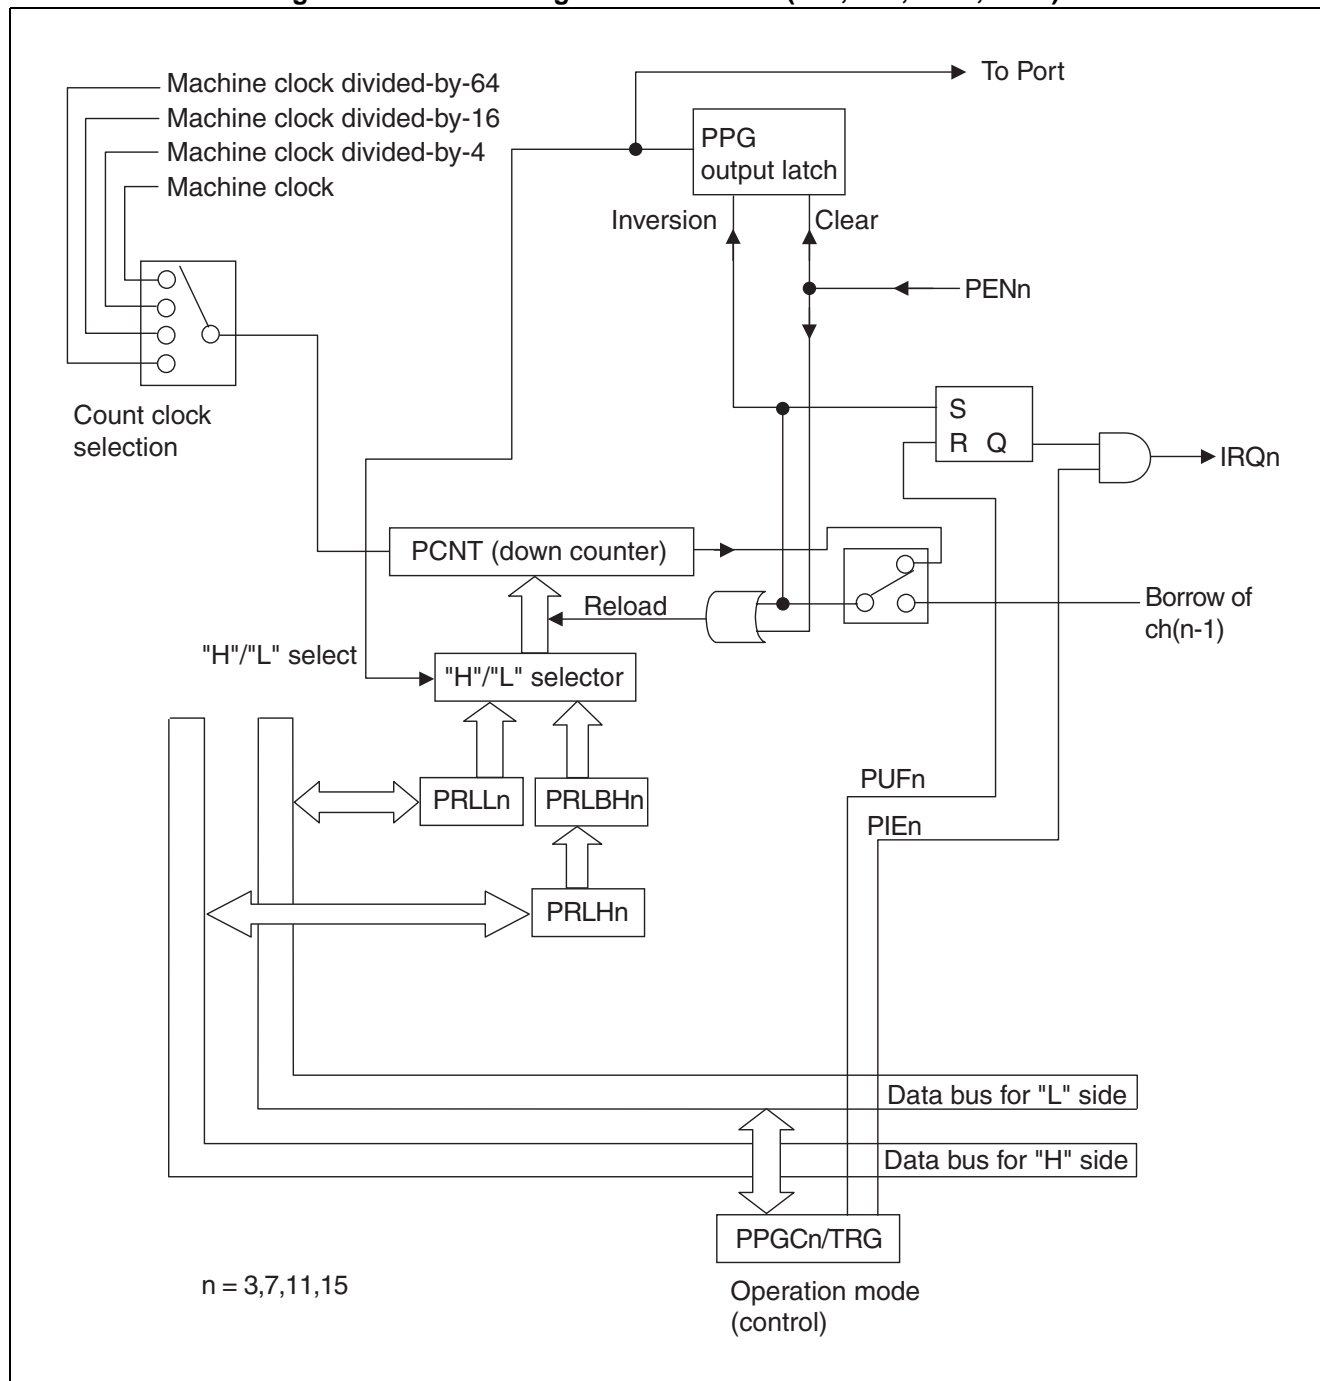 Machine clock divided-by-64
Machine clock divided-by-16
Machine clock divided-by-4
Machine clock
To Port
PPG
output latch
Inversion
Clear
PENn
Count clock
selection
S
R Q
IRQn
PCNT (down counter)
Reload
Borrow of
ch(n-1)
"H"/"L" select
"H"/"L" selector
PRLLn
PRLBHn
PUFn
PIEn
PRLHn
Data bus for "L" side
Data bus for "H" side
PPGCn/TRG
n = 3,7,11,15
Operation mode
(control)